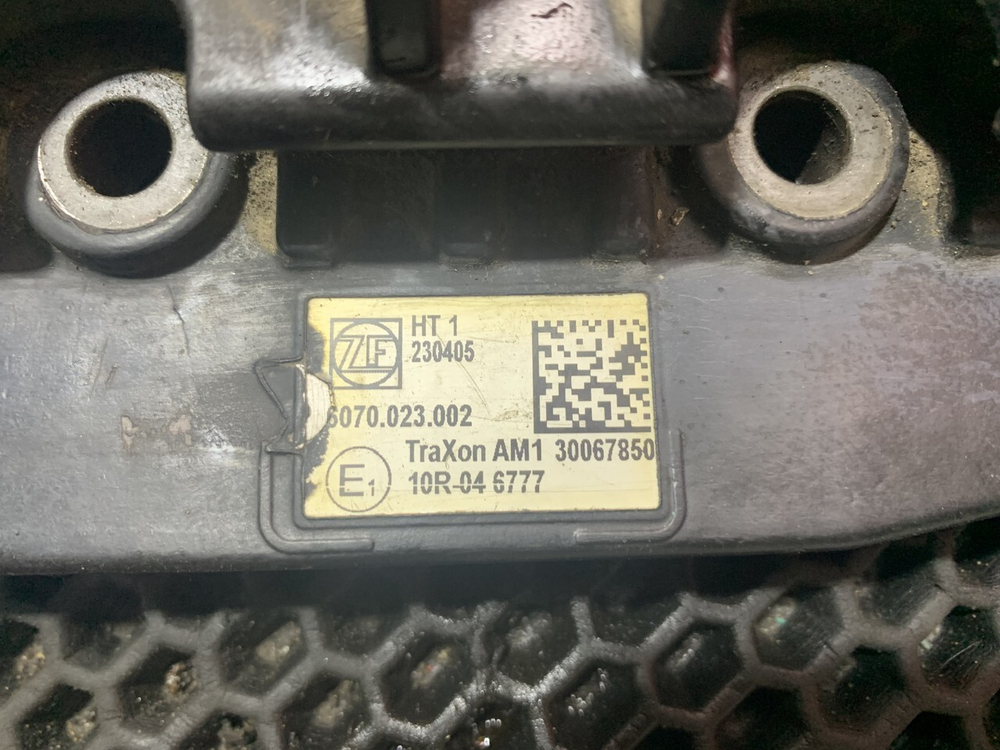 ZF
HT 1
230405
6070.023.002
TraXon AM1 30067850
E1
10R-04 6777